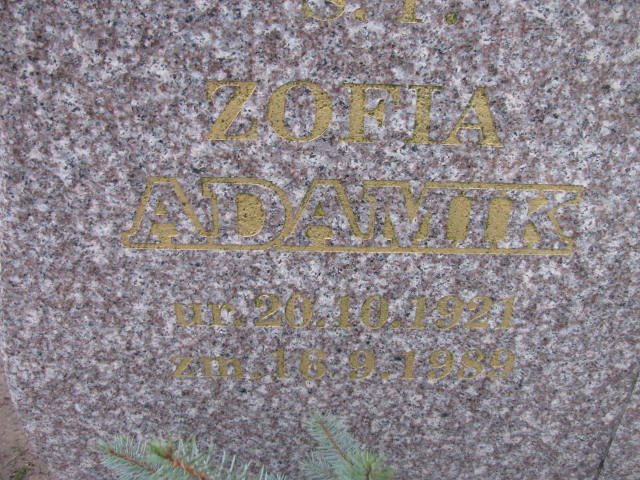 Ś.P.
ZOFIA
ADAMIK
ur. 20.10.1921
zm. 16.9.1989